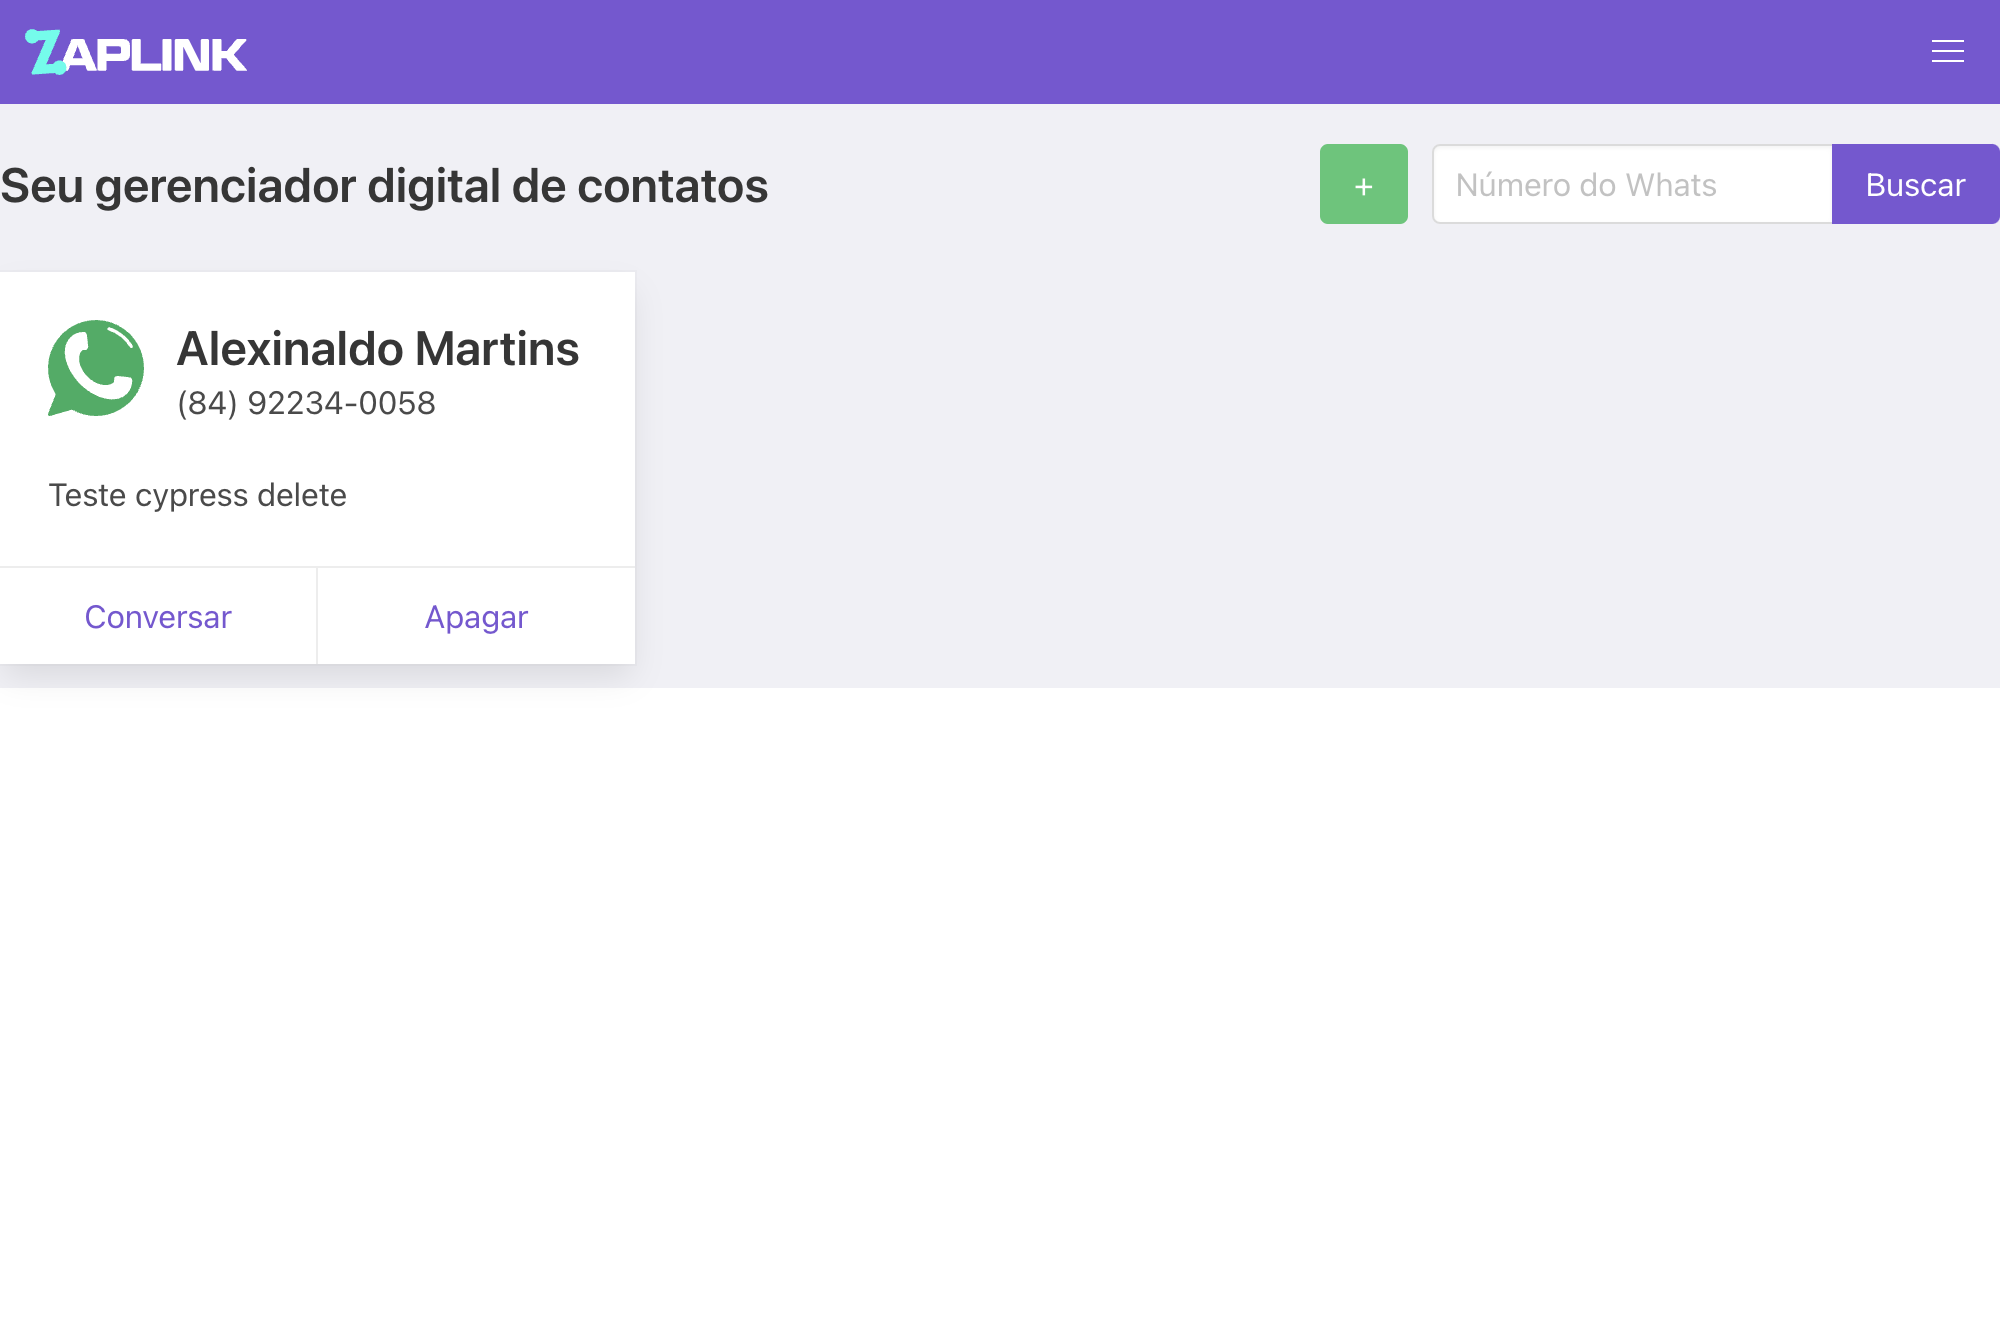 ZAPLINK
Seu gerenciador digital de contatos
+
Número do Whats
Buscar
Alexinaldo Martins
(84) 92234-0058
Teste cypress delete
Conversar
Apagar